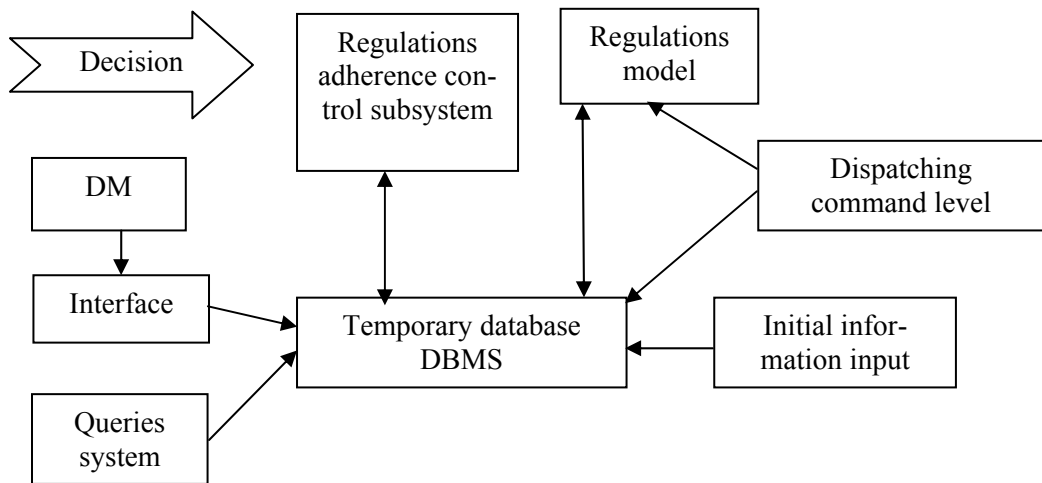 Decision
Regulations
adherence con-
trol subsystem
Regulations
model
DM
Dispatching
command level
Interface
Temporary database
DBMS
Initial infor-
mation input
Queries
system